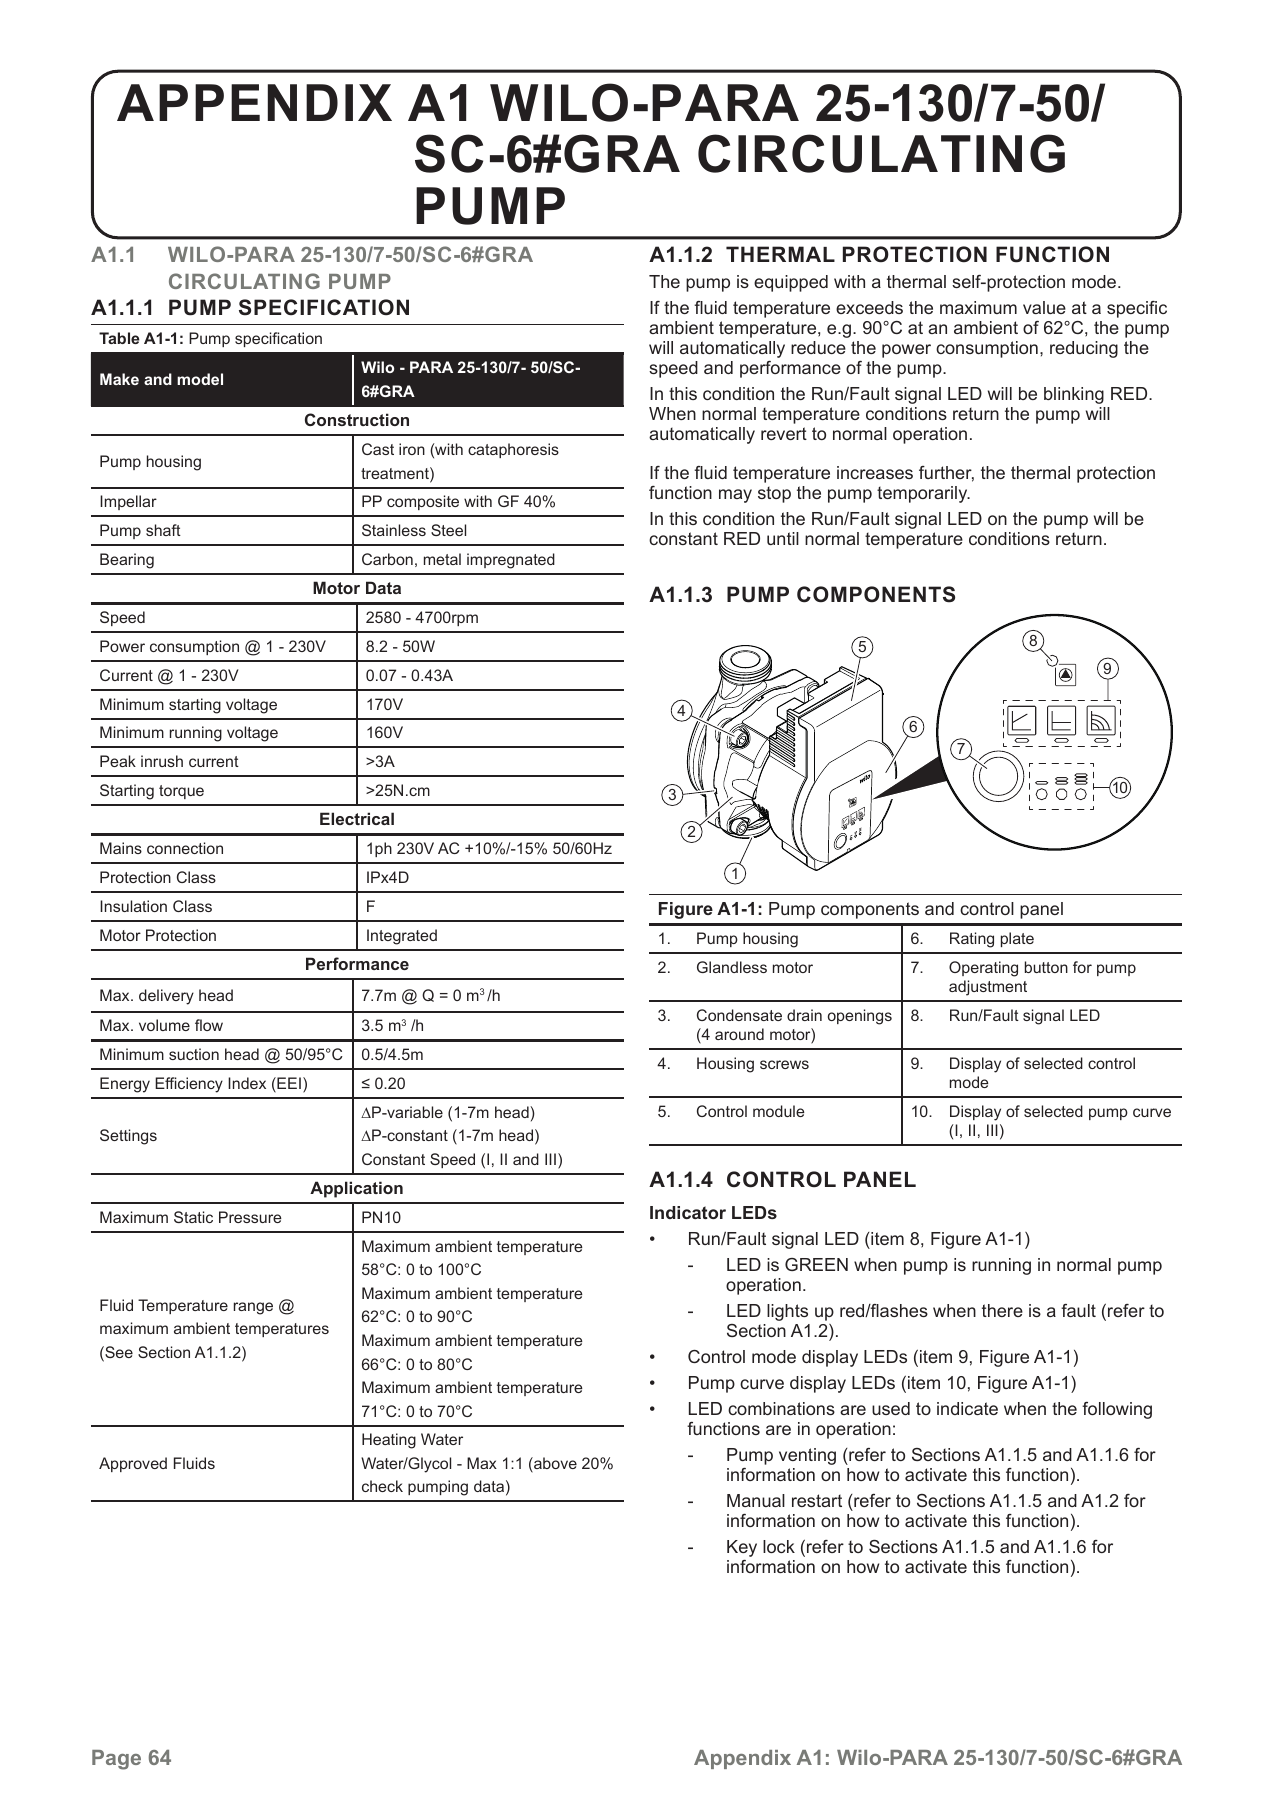 APPENDIX A1 WILO-PARA 25-130/7-50/
SC-6#GRA CIRCULATING
PUMP
A1.1 WILO-PARA 25-130/7-50/SC-6#GRA
CIRCULATING PUMP
A1.1.1 PUMP SPECIFICATION
Table A1-1: Pump specification
Make and model
Wilo - PARA 25-130/7- 50/SC-
6#GRA
Construction
Pump housing
Cast iron (with cataphoresis
treatment)
Impellar PP composite with GF 40%
Pump shaft Stainless Steel
Bearing Carbon, metal impregnated
Motor Data
Speed 2580 - 4700rpm
Power consumption @ 1 - 230V 8.2 - 50W
Current @ 1 - 230V 0.07 - 0.43A
Minimum starting voltage 170V
Minimum running voltage 160V
Peak inrush current >3A
Starting torque >25N.cm
Electrical
Mains connection 1ph 230V AC +10%/-15% 50/60Hz
Protection Class IPx4D
Insulation Class F
Motor Protection Integrated
Performance
Max. delivery head 7.7m @ Q = 0 m³ /h
Max. volume flow 3.5 m³ /h
Minimum suction head @ 50/95°C 0.5/4.5m
Energy Efficiency Index (EEI) ≤ 0.20
Settings
∆P-variable (1-7m head)
∆P-constant (1-7m head)
Constant Speed (I, II and III)
Application
Maximum Static Pressure PN10
Fluid Temperature range @
maximum ambient temperatures
(See Section A1.1.2)
Maximum ambient temperature
58°C: 0 to 100°C
Maximum ambient temperature
62°C: 0 to 90°C
Maximum ambient temperature
66°C: 0 to 80°C
Maximum ambient temperature
71°C: 0 to 70°C
Approved Fluids
Heating Water
Water/Glycol - Max 1:1 (above 20%
check pumping data)
A1.1.2 THERMAL PROTECTION FUNCTION
The pump is equipped with a thermal self-protection mode.
If the fluid temperature exceeds the maximum value at a specific
ambient temperature, e.g. 90°C at an ambient of 62°C, the pump
will automatically reduce the power consumption, reducing the
speed and performance of the pump.
In this condition the Run/Fault signal LED will be blinking RED.
When normal temperature conditions return the pump will
automatically revert to normal operation.
If the fluid temperature increases further, the thermal protection
function may stop the pump temporarily.
In this condition the Run/Fault signal LED on the pump will be
constant RED until normal temperature conditions return.
A1.1.3 PUMP COMPONENTS
5
8
9
4
6
7
3
10
2
1
wilo
Figure A1-1: Pump components and control panel
1. Pump housing
6. Rating plate
2. Glandless motor
7. Operating button for pump
adjustment
3. Condensate drain openings
(4 around motor)
8. Run/Fault signal LED
4. Housing screws
9. Display of selected control
mode
5. Control module
10. Display of selected pump curve
(I, II, III)
A1.1.4 CONTROL PANEL
Indicator LEDs
• Run/Fault signal LED (item 8, Figure A1-1)
- LED is GREEN when pump is running in normal pump
operation.
- LED lights up red/flashes when there is a fault (refer to
Section A1.2).
• Control mode display LEDs (item 9, Figure A1-1)
• Pump curve display LEDs (item 10, Figure A1-1)
• LED combinations are used to indicate when the following
functions are in operation:
- Pump venting (refer to Sections A1.1.5 and A1.1.6 for
information on how to activate this function).
- Manual restart (refer to Sections A1.1.5 and A1.2 for
information on how to activate this function).
- Key lock (refer to Sections A1.1.5 and A1.1.6 for
information on how to activate this function).
Page 64
Appendix A1: Wilo-PARA 25-130/7-50/SC-6#GRA